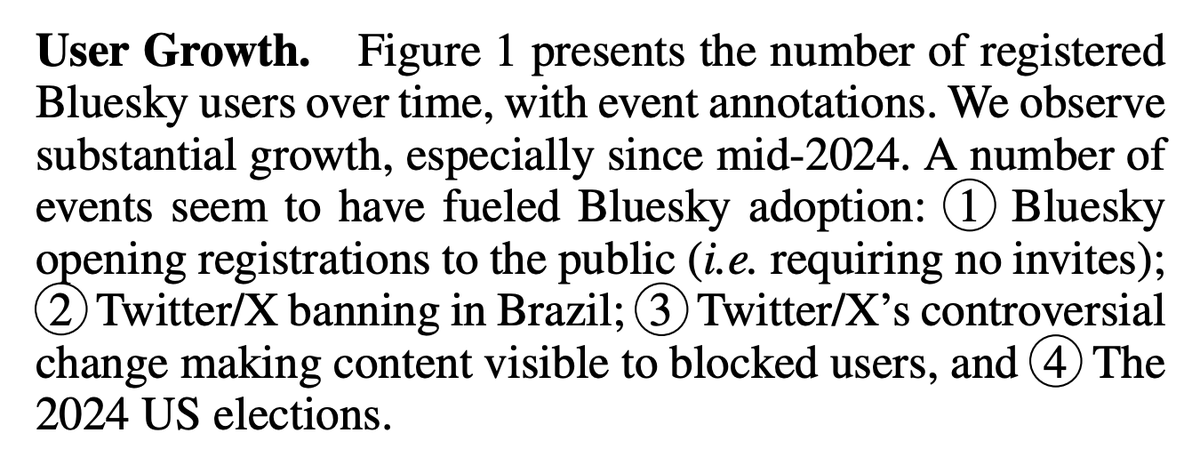 User Growth. Figure 1 presents the number of registered
Bluesky users over time, with event annotations. We observe
substantial growth, especially since mid-2024. A number of
events seem to have fueled Bluesky adoption: ① Bluesky
opening registrations to the public (i.e. requiring no invites);
② Twitter/X banning in Brazil; ③ Twitter/X’s controversial
change making content visible to blocked users, and ④ The
2024 US elections.